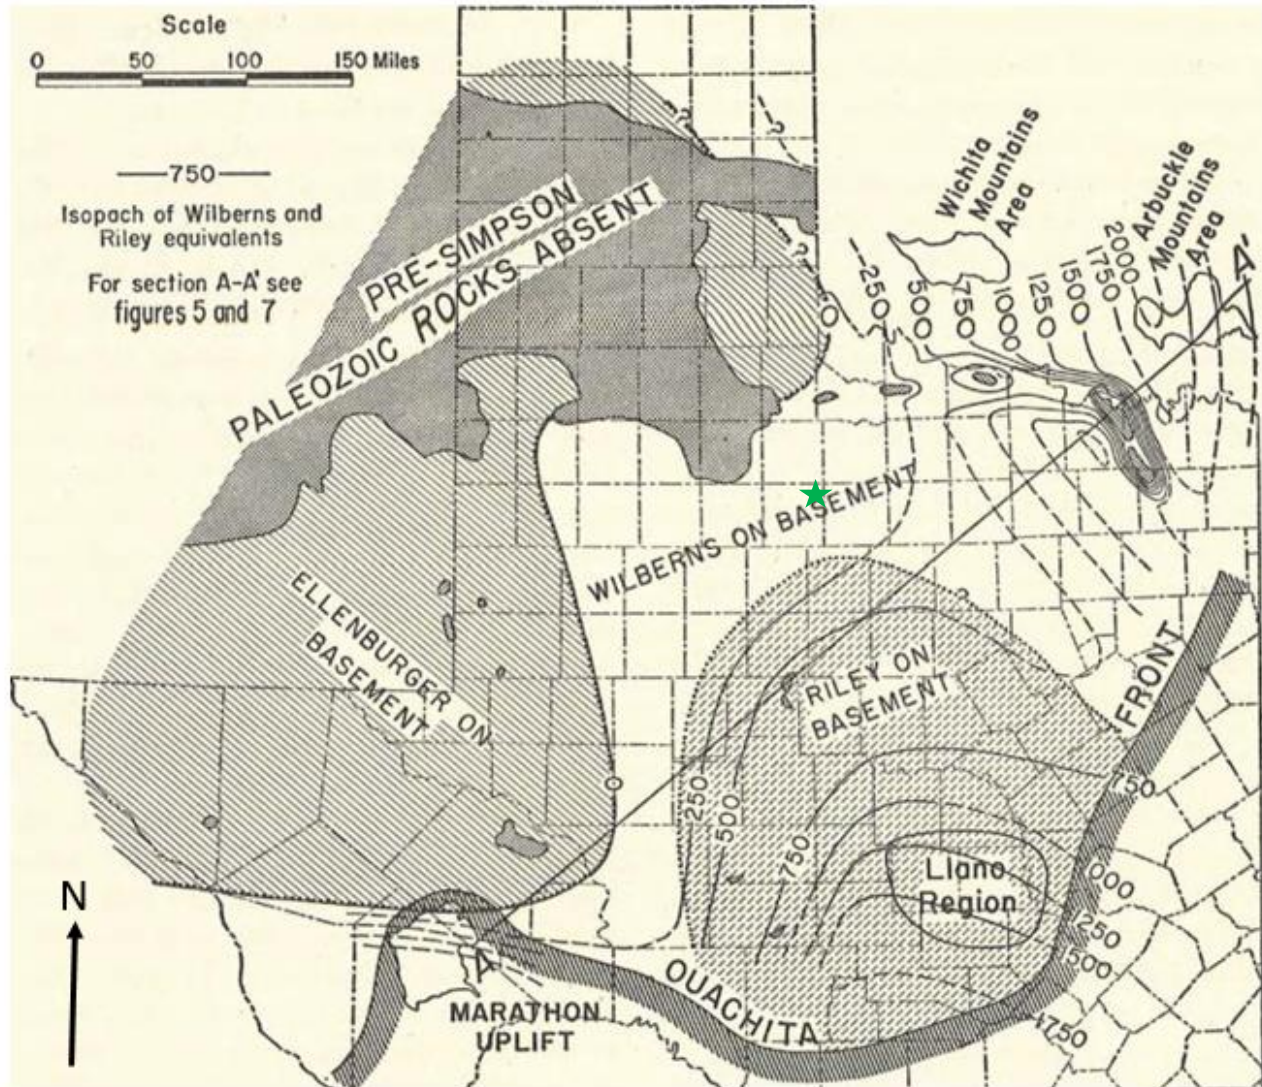 Scale
0 50 100 150 Miles
750
Isopach of Wilberns and
Riley equivalents
For section A-A' see
figures 5 and 7
?
?
?
PRE-SIMPSON
PALEOZOIC ROCKS ABSENT
Wichita
Mountains
Area
Arbuckle
Mountains
Area
A'
0
250
500
750
1000
1250
1500
1750
2000
WILBERNS ON BASEMENT
ELLENBURGER ON
BASEMENT
?
RILEY ON
BASEMENT
FRONT
0
250
500
750
750
Llano
Region
000
1250
1500
1750
N
A
OUACHITA
MARATHON
UPLIFT